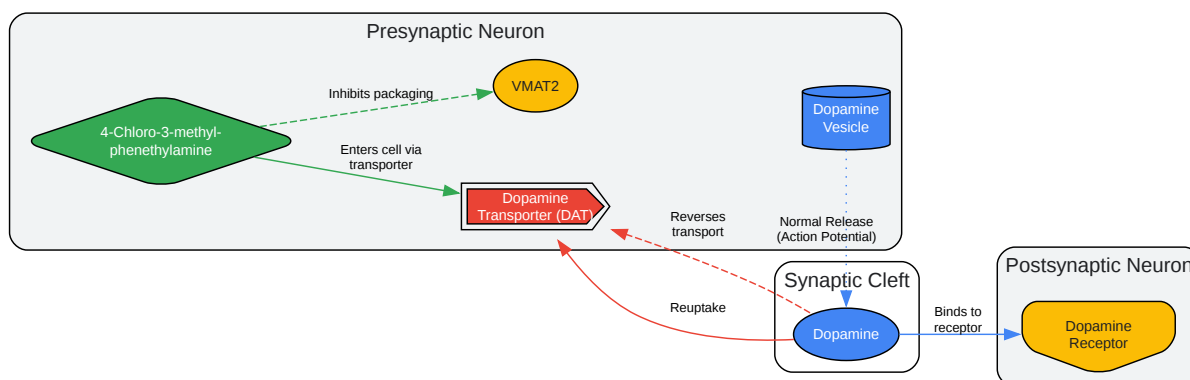 Presynaptic Neuron
VMAT2
Inhibits packaging
Dopamine
Vesicle
4-Chloro-3-methyl-
phenethylamine
Enters cell via
transporter
Dopamine
Transporter (DAT)
Reverses
transport
Normal Release
(Action Potential)
Synaptic Cleft
Postsynaptic Neuron
Reuptake
Dopamine
Binds to
receptor
Dopamine
Receptor